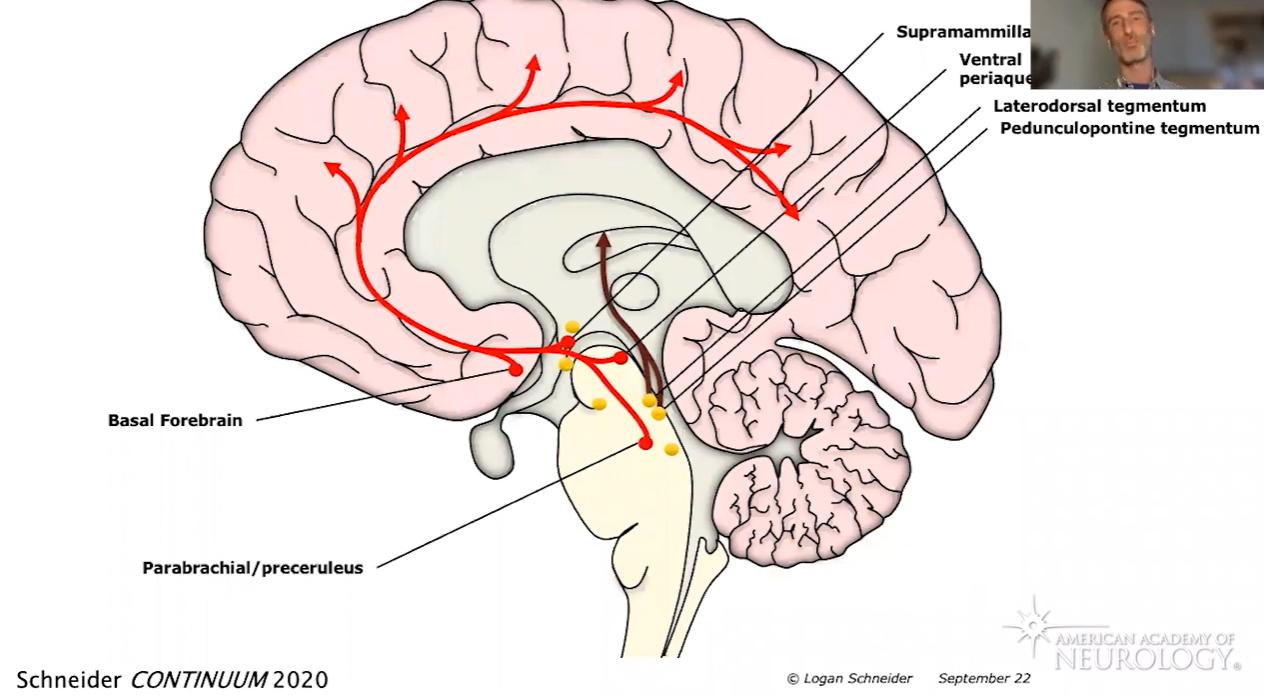 Supramammilla
Ventral
periaque
Laterodorsal tegmentum
Pedunculopontine tegmentum
Basal Forebrain
Parabrachial/preceruleus
AMERICAN ACADEMY OF
NEUROLOGY®
Schneider CONTINUUM 2020
© Logan Schneider September 22